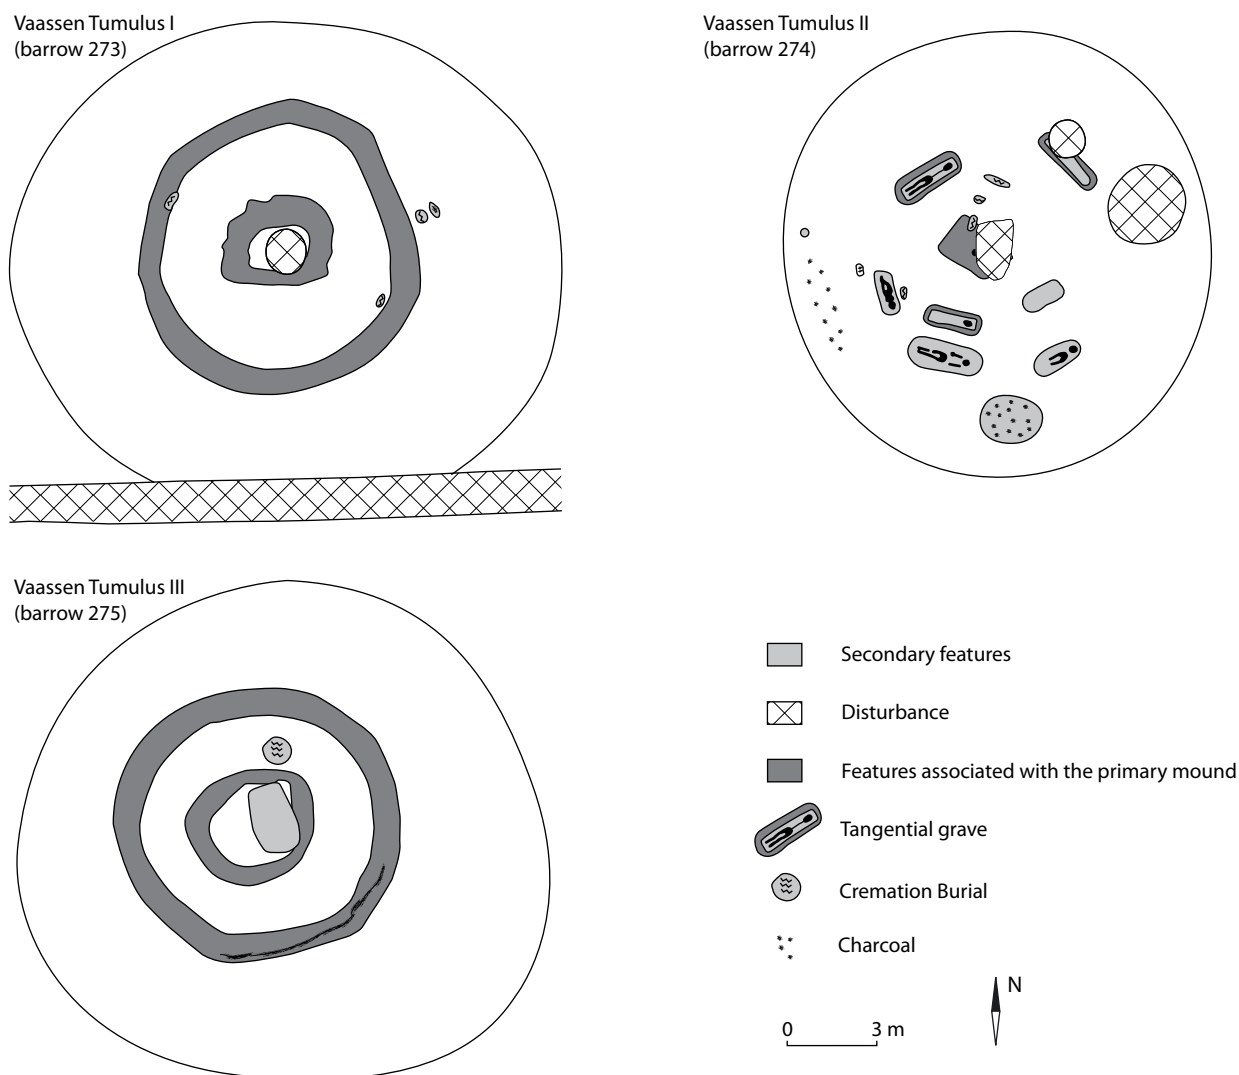 Vaassen Tumulus I
(barrow 273)
Vaassen Tumulus II
(barrow 274)
Vaassen Tumulus III
(barrow 275)
Secondary features
Disturbance
Features associated with the primary mound
Tangential grave
Cremation Burial
Charcoal
N
0 3 m